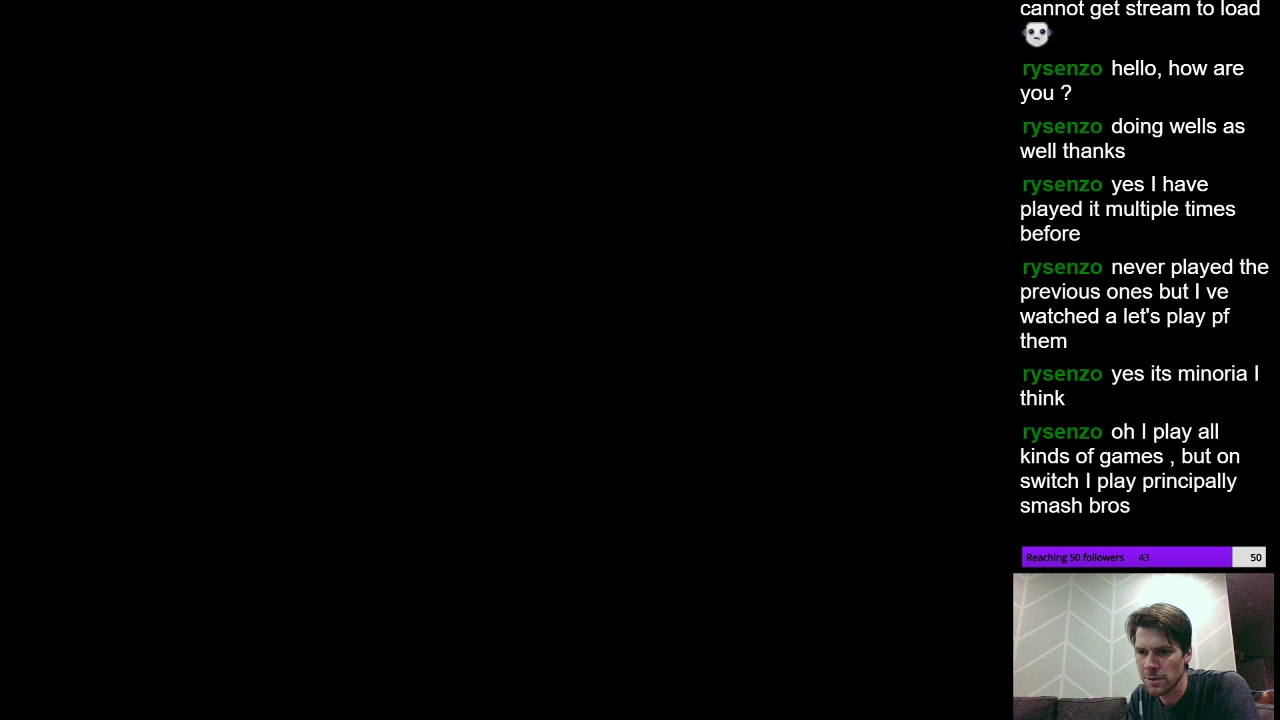 cannot get stream to load
rysenzo hello, how are
you ?
rysenzo doing wells as
well thanks
rysenzo yes I have
played it multiple times
before
rysenzo never played the
previous ones but I ve
watched a let's play pf
them
rysenzo yes its minoria I
think
rysenzo oh I play all
kinds of games , but on
switch I play principally
smash bros
Reaching 50 followers 43 50